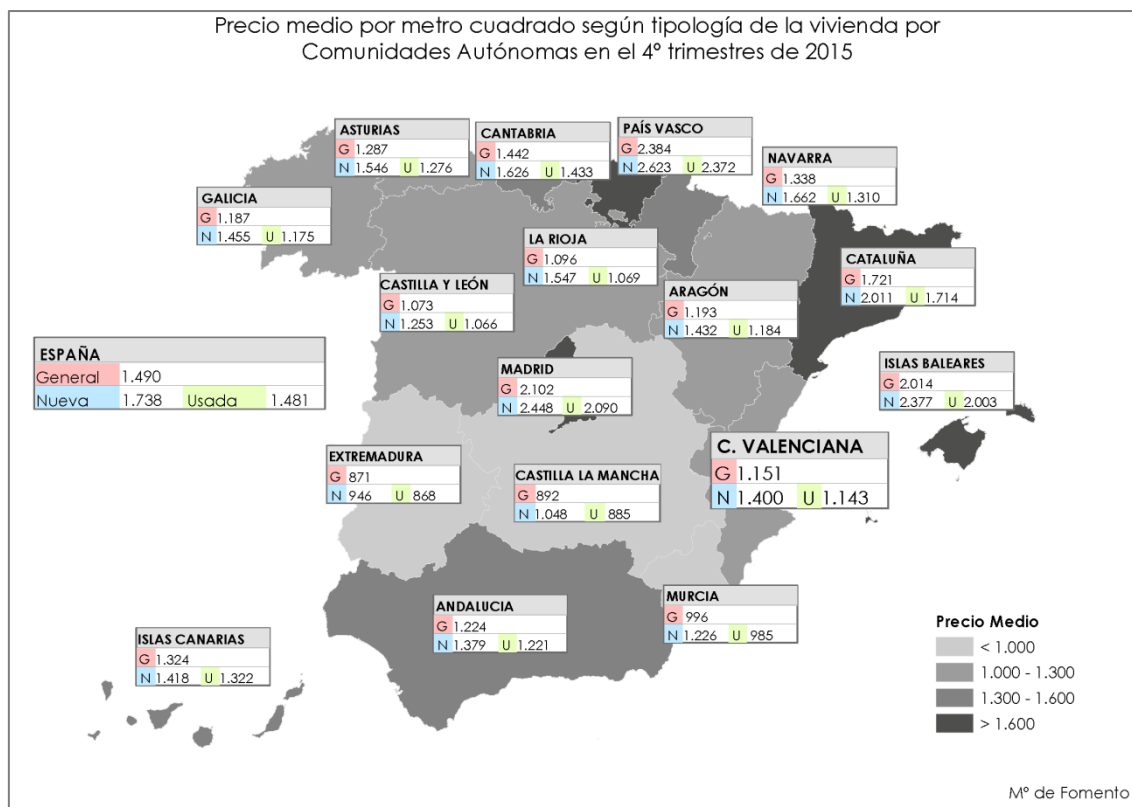 Precio medio por metro cuadrado según tipología de la vivienda por
Comunidades Autónomas en el 4º trimestres de 2015
ASTURIAS
G 1.287
N 1.546 U 1.276
CANTABRIA
G 1.442
N 1.626 U 1.433
PAÍS VASCO
G 2.384
N 2.623 U 2.372
NAVARRA
G 1.338
N 1.662 U 1.310
GALICIA
G 1.187
N 1.455 U 1.175
LA RIOJA
G 1.096
N 1.547 U 1.069
CATALUÑA
G 1.721
N 2.011 U 1.714
CASTILLA Y LEÓN
G 1.073
N 1.253 U 1.066
ARAGÓN
G 1.193
N 1.432 U 1.184
ESPAÑA
General 1.490
Nueva 1.738 Usada 1.481
MADRID
G 2.102
N 2.448 U 2.090
ISLAS BALEARES
G 2.014
N 2.377 U 2.003
EXTREMADURA
G 871
N 946 U 868
CASTILLA LA MANCHA
G 892
N 1.048 U 885
C. VALENCIANA
G 1.151
N 1.400 U 1.143
ANDALUCIA
G 1.224
N 1.379 U 1.221
MURCIA
G 996
N 1.226 U 985
ISLAS CANARIAS
G 1.324
N 1.418 U 1.322
Precio Medio
< 1.000
1.000 - 1.300
1.300 - 1.600
> 1.600
Mº de Fomento